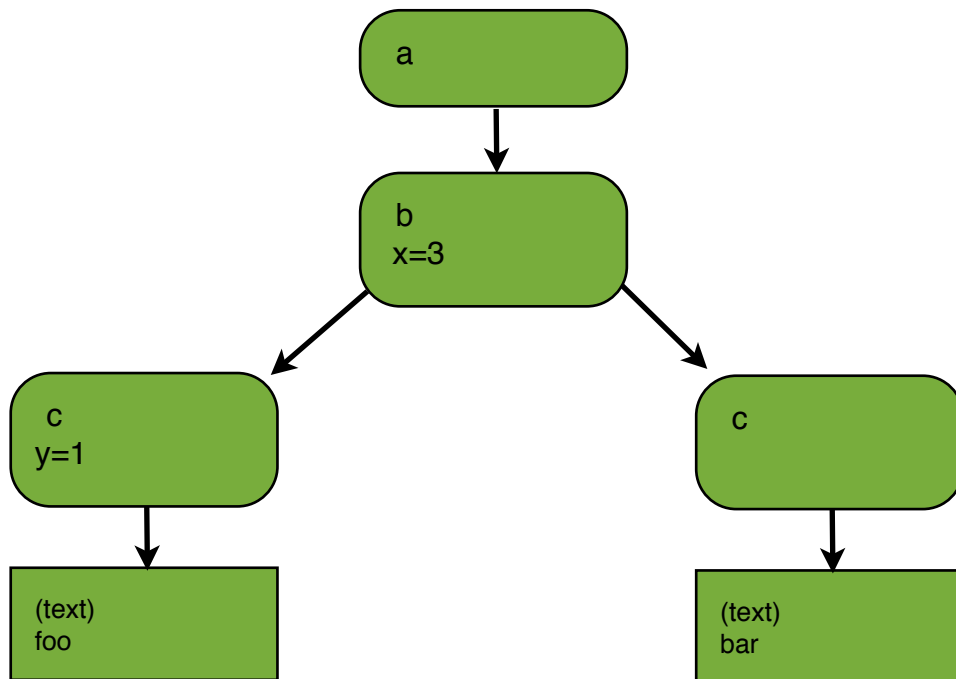 a
b
x=3
c
y=1
c
(text)
foo
(text)
bar